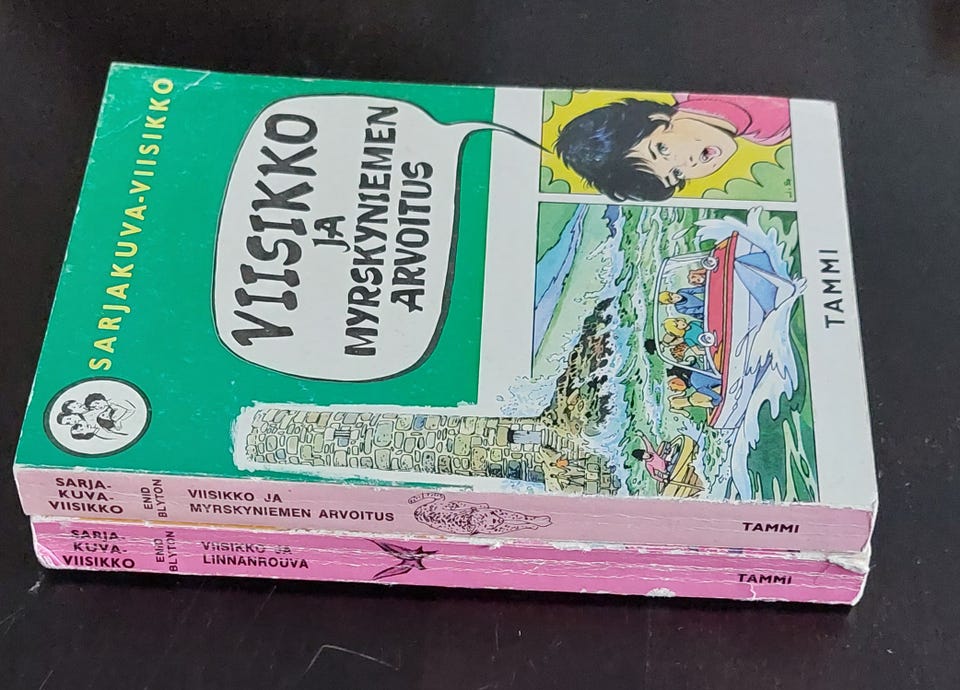 SARJAKUVA-VIISIKKO
VIISIKKO
JA
MYRSKYNIEMEN
ARVOITUS
TAMMI
SARJA-
KUVA-
VIISIKKO
ENID
BLYTON
VIISIKKO JA
MYRSKYNIEMEN ARVOITUS
TAMMI
SARJA-
KUVA-
VIISIKKO
ENID
BLYTON
VIISIKKO JA
LINNANROUVA
TAMMI